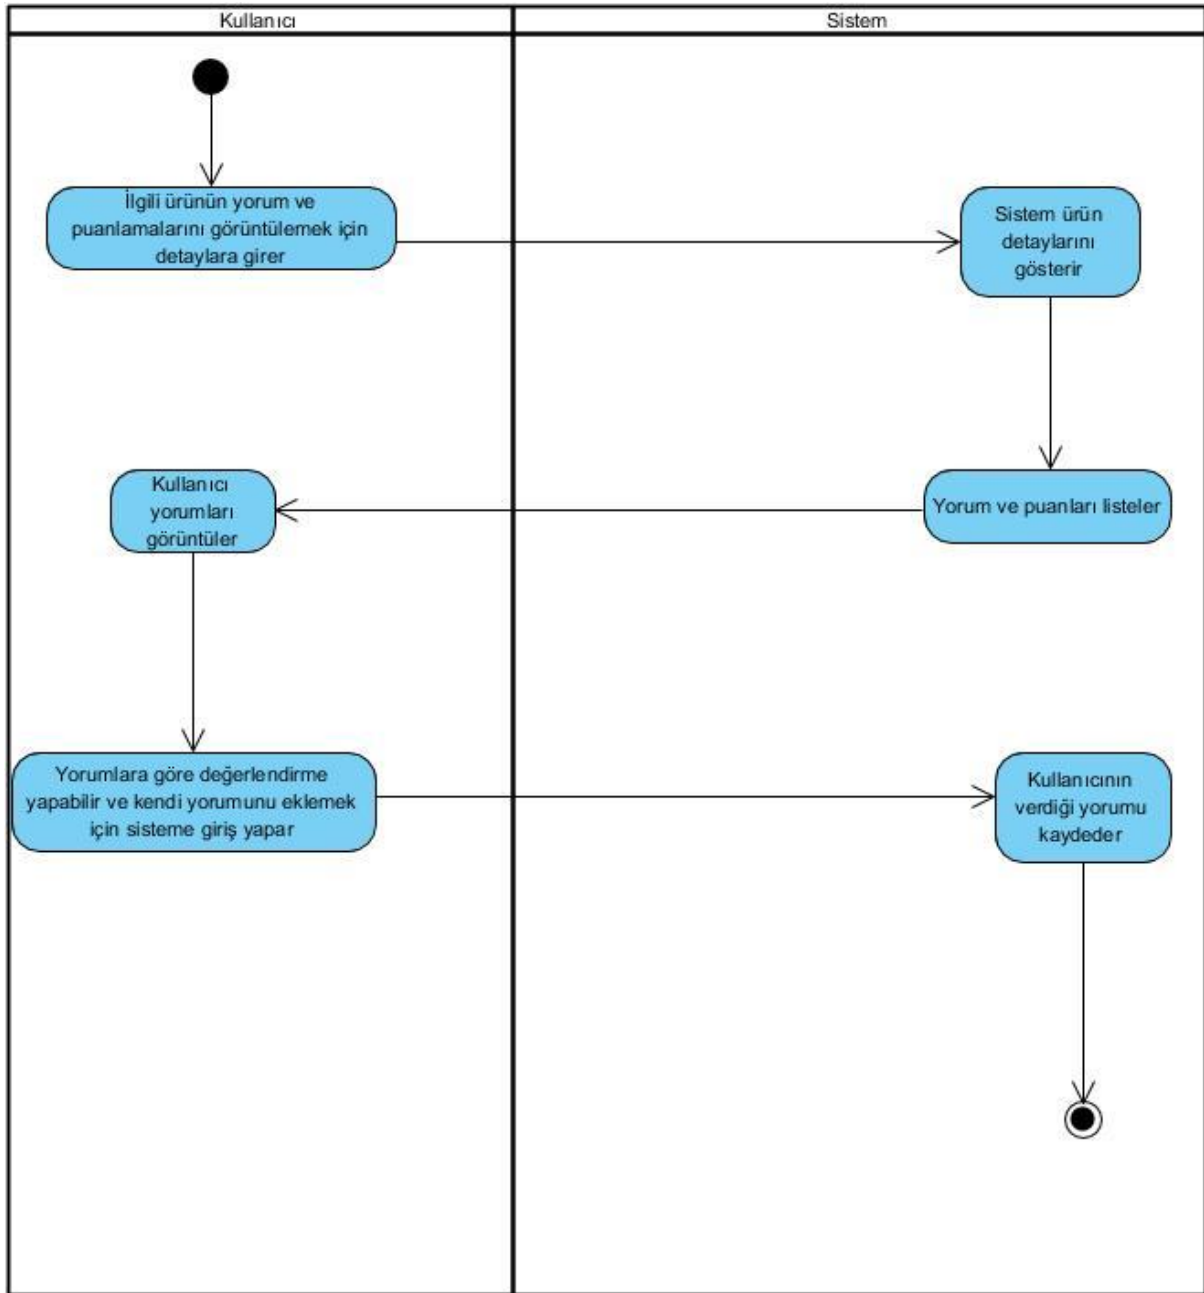 Kullanıcı
Sistem
İlgili ürünün yorum ve
puanlamalarını görüntülemek için
detaylara girer
Sistem ürün
detaylarını
gösterir
Kullanıcı
yorumları
görüntüler
Yorum ve puanları listeler
Yorumlara göre değerlendirme
yapabilir ve kendi yorumunu eklemek
için sisteme giriş yapar
Kullanıcının
verdiği yorumu
kaydeder